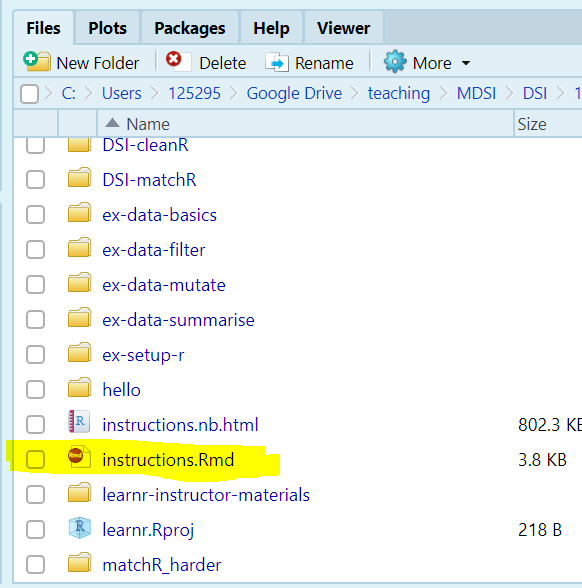 Files Plots Packages Help Viewer
New Folder Delete Rename More
C: Users 125295 Google Drive teaching MDSI DSI 1
Name Size
DSI-cleanR
DSI-matchR
ex-data-basics
ex-data-filter
ex-data-mutate
ex-data-summarise
ex-setup-r
hello
R instructions.nb.html 802.3 KE
Rmd instructions.Rmd 3.8 KB
learnr-instructor-materials
R learnr.Rproj 218 B
matchR_harder